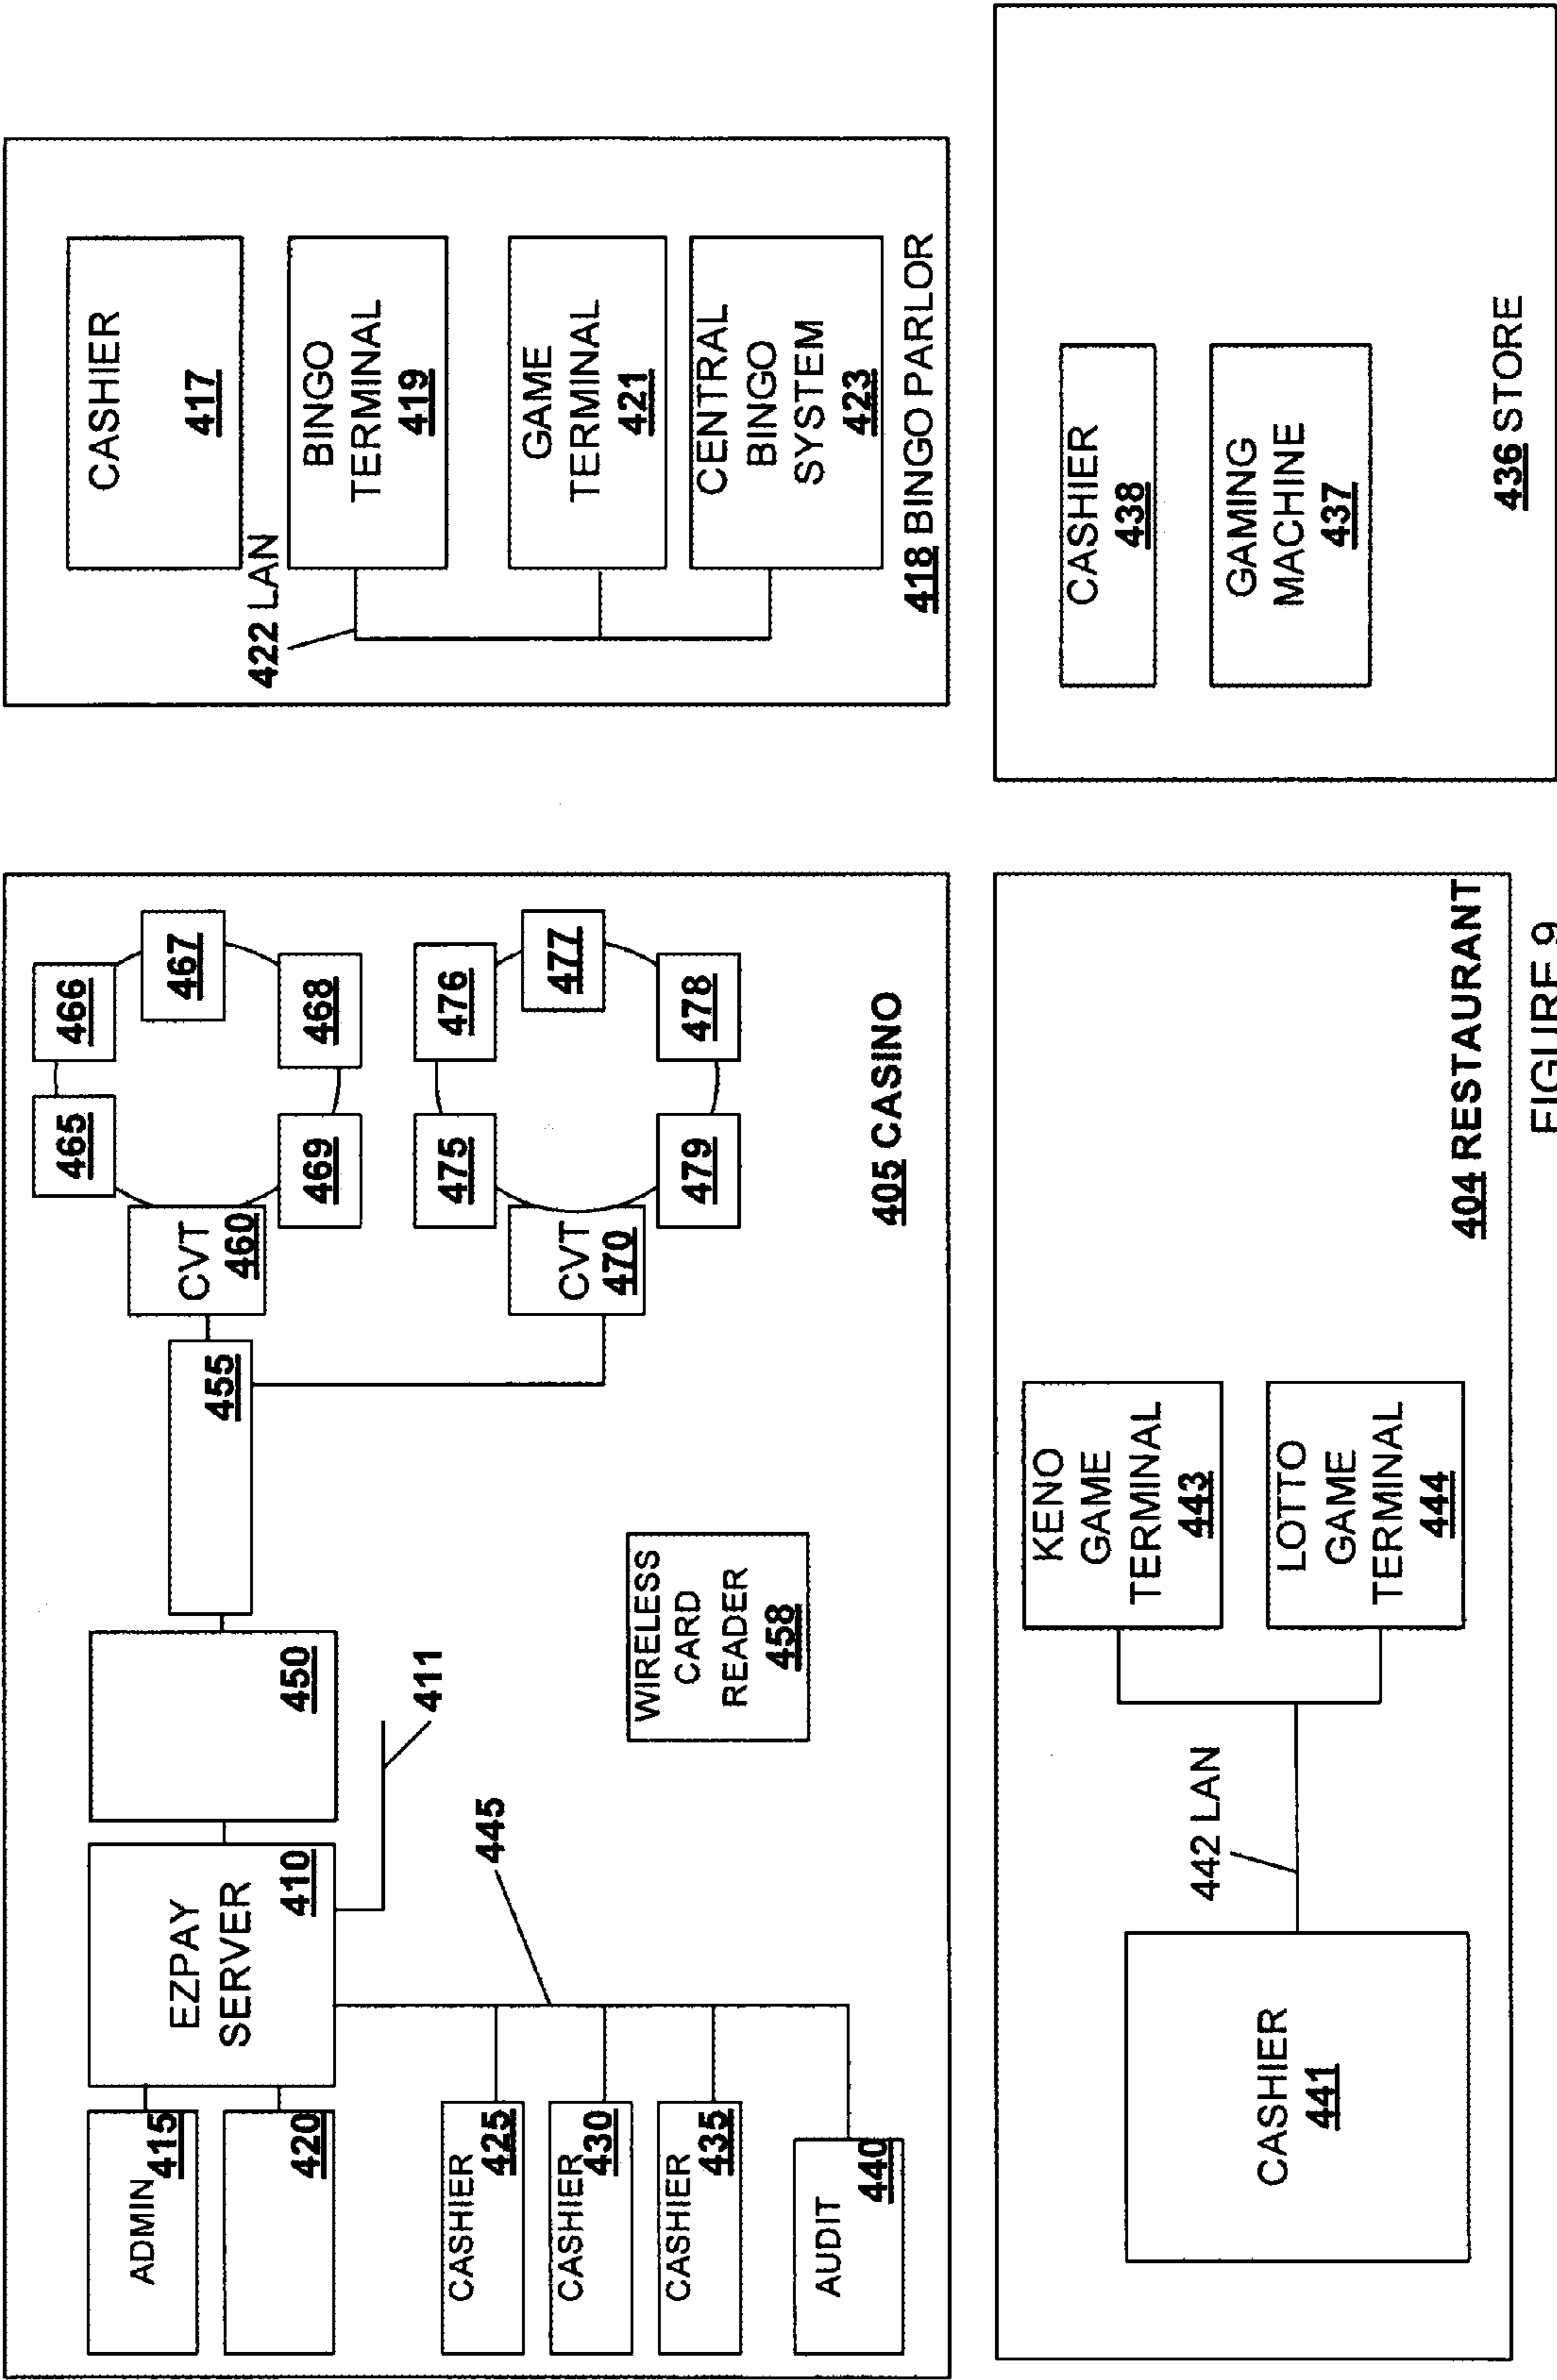 ADMIN
415
420
EZPAY
SERVER
410
450
455
CVT
460
465
466
467
468
469
CVT
470
475
476
477
478
479
411
445
CASHIER
425
CASHIER
430
CASHIER
435
AUDIT
440
WIRELESS
CARD
READER
458
405 CASINO
CASHIER
417
422 LAN
BINGO
TERMINAL
419
GAME
TERMINAL
421
CENTRAL
BINGO
SYSTEM
423
418 BINGO PARLOR
CASHIER
441
442 LAN
KENO
GAME
TERMINAL
443
LOTTO
GAME
TERMINAL
444
404 RESTAURANT
CASHIER
438
GAMING
MACHINE
437
436 STORE
FIGURE 9